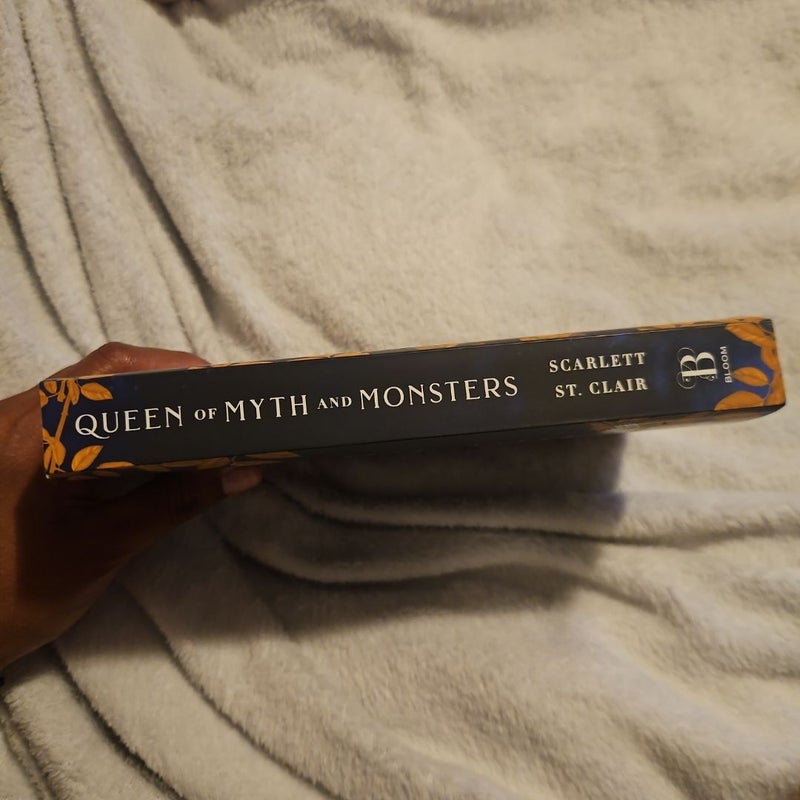 QUEEN OF MYTH AND MONSTERS
SCARLETT
ST. CLAIR
B
BLOOM